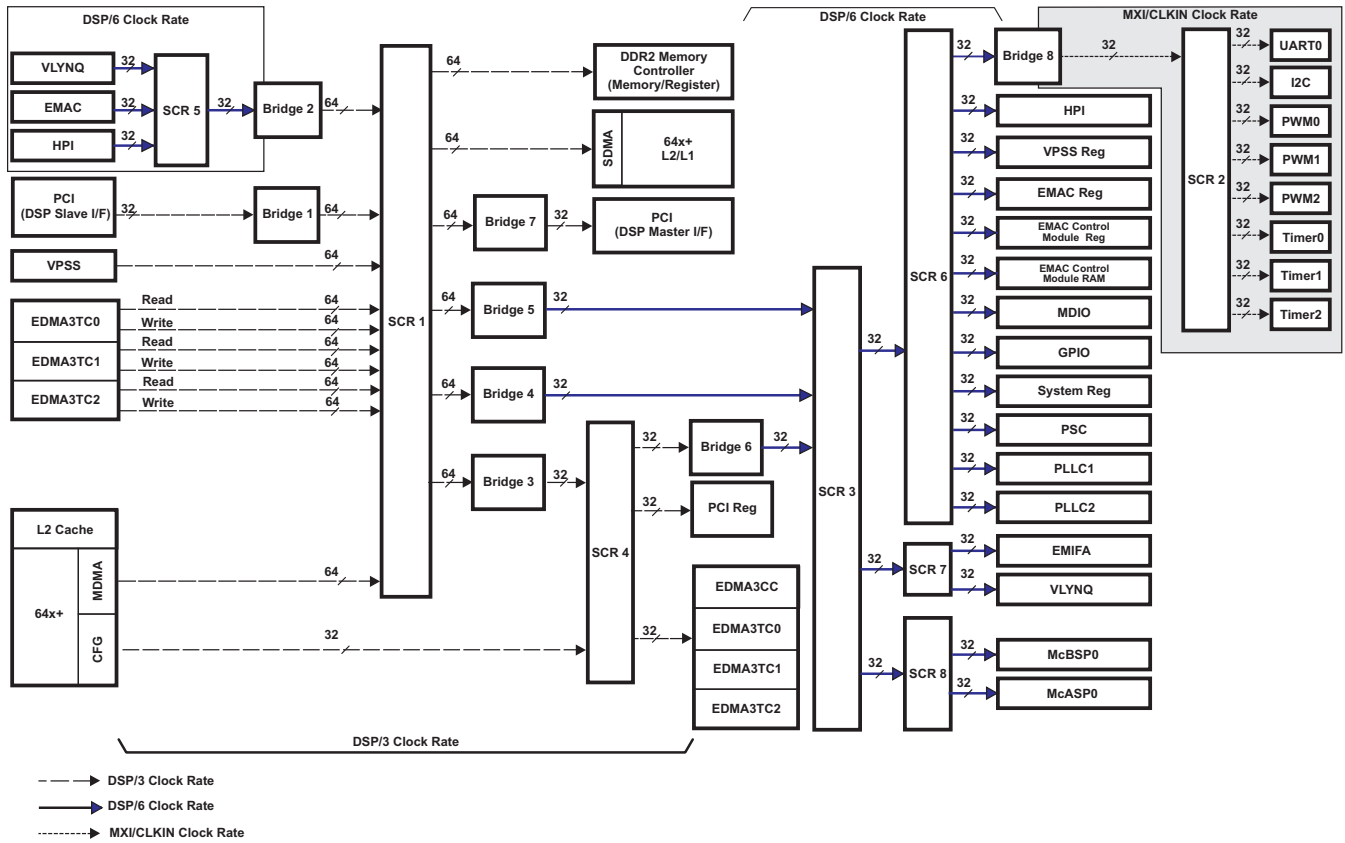 DSP/6 Clock Rate
VLYNQ
32
EMAC
32
HPI
32
SCR 5
32
Bridge 2
64
PCI
(DSP Slave I/F)
32
Bridge 1
64
VPSS
64
EDMA3TC0
Read
64
Write
64
EDMA3TC1
Read
64
Write
64
EDMA3TC2
Read
64
Write
64
L2 Cache
64x+
MDMA
64
CFG
32
SCR 1
64
DDR2 Memory
Controller
(Memory/Register)
64
SDMA
64x+
L2/L1
64
Bridge 7
32
PCI
(DSP Master I/F)
64
Bridge 5
32
64
Bridge 4
32
64
Bridge 3
32
SCR 4
32
Bridge 6
32
32
PCI Reg
32
EDMA3CC
EDMA3TC0
EDMA3TC1
EDMA3TC2
SCR 3
32
32
32
DSP/6 Clock Rate
SCR 6
32
Bridge 8
32
32
HPI
32
VPSS Reg
32
EMAC Reg
32
EMAC Control
Module Reg
32
EMAC Control
Module RAM
32
MDIO
32
GPIO
32
System Reg
32
PSC
32
PLLC1
32
PLLC2
SCR 7
32
EMIFA
32
VLYNQ
SCR 8
32
McBSP0
32
McASP0
MXI/CLKIN Clock Rate
SCR 2
32
UART0
32
I2C
32
PWM0
32
PWM1
32
PWM2
32
Timer0
32
Timer1
32
Timer2
DSP/3 Clock Rate
DSP/3 Clock Rate
DSP/6 Clock Rate
MXI/CLKIN Clock Rate